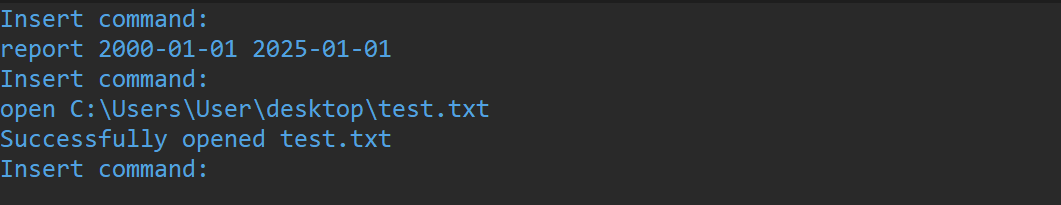 Insert command:
report 2000-01-01 2025-01-01
Insert command:
open C:\Users\User\desktop\test.txt
Successfully opened test.txt
Insert command: